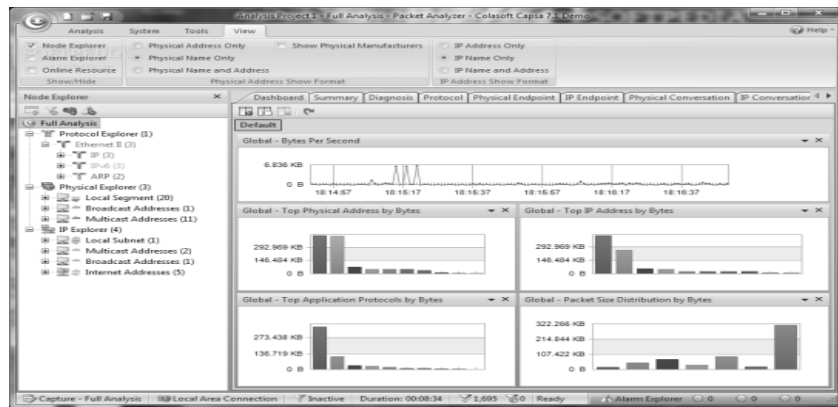 Analysis Project 1 - Full Analysis - Packet Analyzer - Colasoft Capsa 7.1 Demo
Analysis System Tools View Help
Node Explorer Physical Address Only Show Physical Manufacturers IP Address Only
Alarm Explorer Physical Name Only IP Name Only
Online Resource Physical Name and Address IP Name and Address
Show/Hide Physical Address Show Format IP Address Show Format
Node Explorer
Dashboard Summary Diagnosis Protocol Physical Endpoint IP Endpoint Physical Conversation IP Conversation
Full Analysis
Protocol Explorer (1)
Ethernet II (3)
IP (3)
IPv6 (3)
ARP (2)
Physical Explorer (3)
Local Segment (20)
Broadcast Addresses (1)
Multicast Addresses (11)
IP Explorer (4)
Local Subnet (1)
Multicast Addresses (2)
Broadcast Addresses (1)
Internet Addresses (5)
Default
Global - Bytes Per Second
6.836 KB
0 B
18:14:57 18:15:17 18:15:37 18:15:57 18:16:17 18:16:37
Global - Top Physical Address by Bytes
292.969 KB
146.484 KB
0 B
Global - Top IP Address by Bytes
292.969 KB
146.484 KB
0 B
Global - Top Application Protocols by Bytes
273.438 KB
136.719 KB
0 B
Global - Packet Size Distribution by Bytes
322.266 KB
214.844 KB
107.422 KB
0 B
Capture - Full Analysis Local Area Connection Inactive Duration: 00:08:34 1,695 0 Ready Alarm Explorer 0 0 0